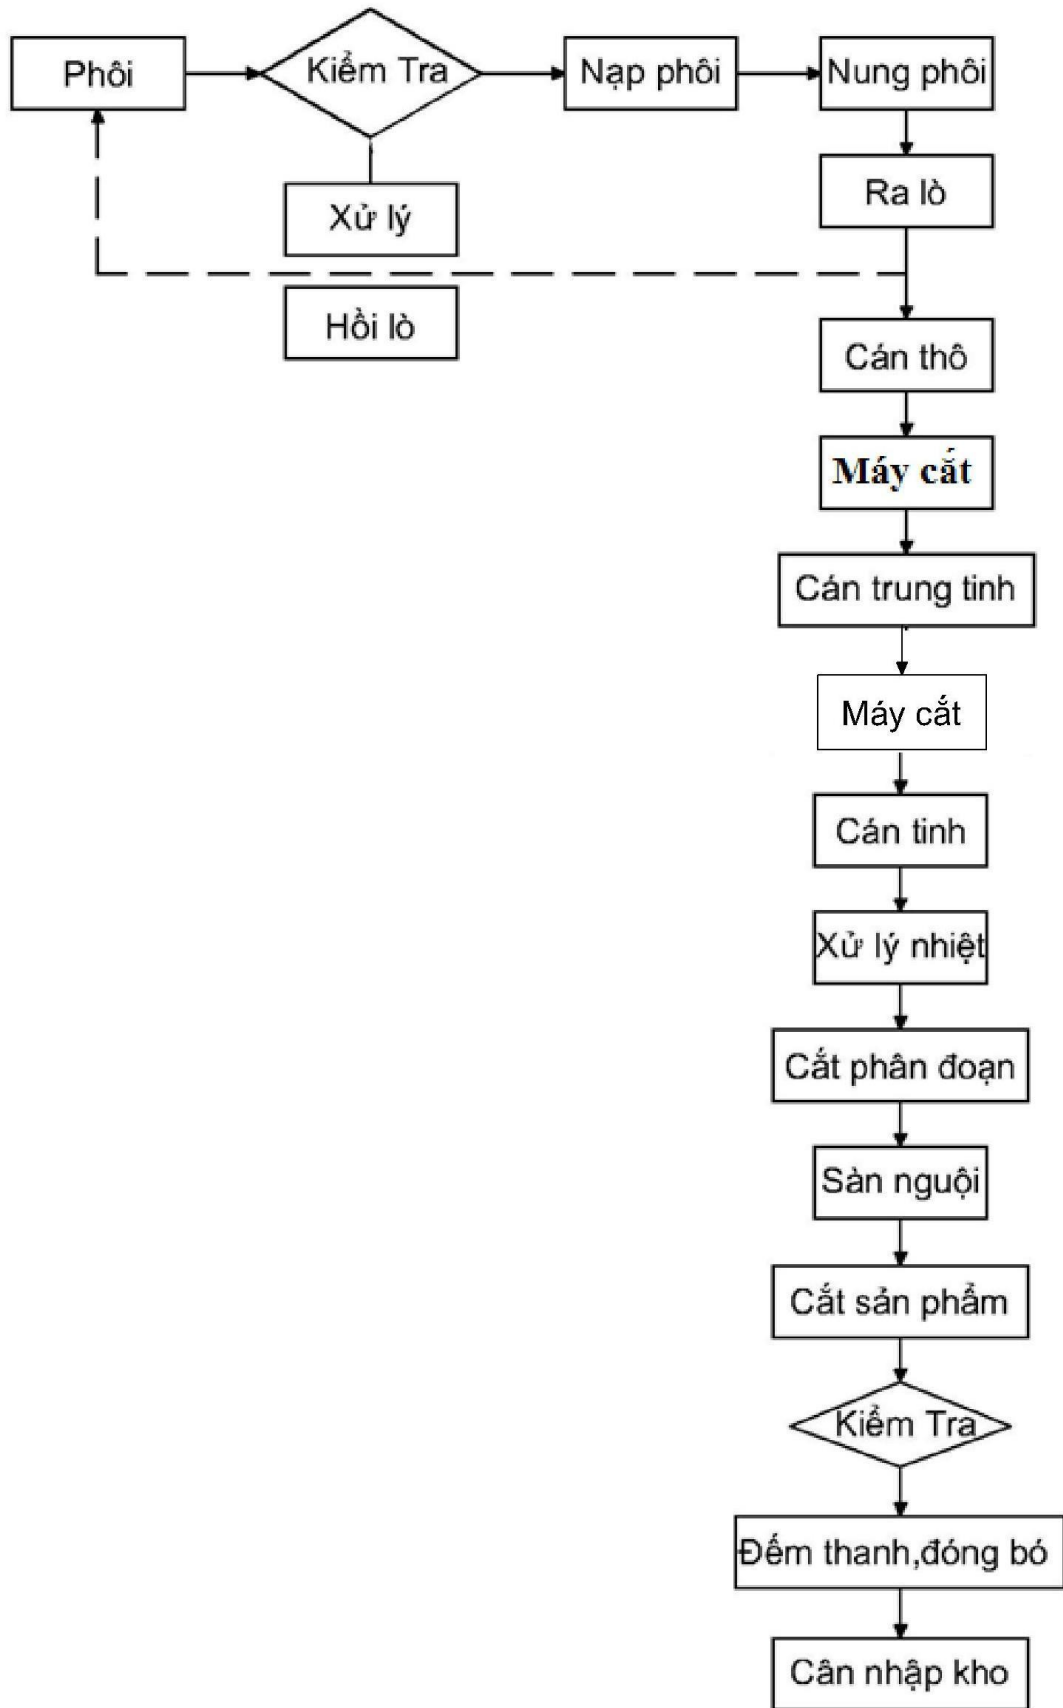 Phôi
Kiểm Tra
Nạp phôi
Nung phôi
Xử lý
Ra lò
Hồi lò
Cán thô
Máy cắt
Cán trung tinh
Máy cắt
Cán tinh
Xử lý nhiệt
Cắt phân đoạn
Sàn nguội
Cắt sản phẩm
Kiểm Tra
Đếm thanh,đóng bó
Cân nhập kho